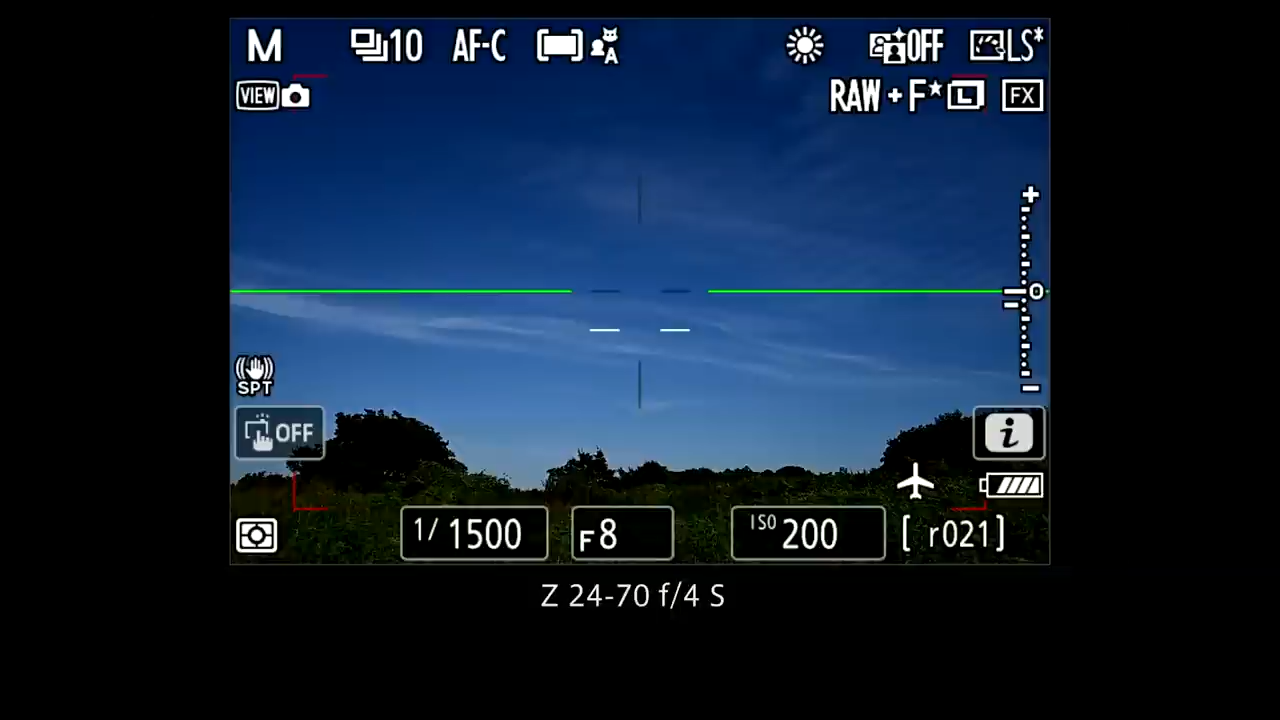 M 10 AF-C A OFF LS*
VIEW RAW + F★ L FX
+
0
SPT
OFF i
1/1500 F8 ISO 200 [ r021 ]
Z 24-70 f/4 S